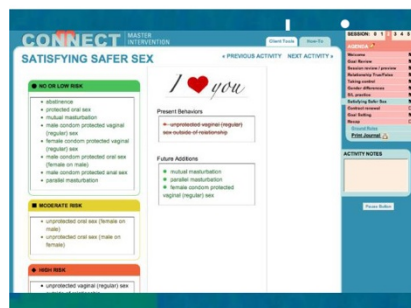 CONNECT
MASTER
INTERVENTION
Client Tools
SESSION: 0 1 2 3 4 5
SATISFYING SAFER SEX
« PREVIOUS ACTIVITY NEXT ACTIVITY »
NO OR LOW RISK
abstinence
protected oral sex
mutual masturbation
male condom protected vaginal
(regular) sex
female condom protected vaginal
(regular) sex
male condom protected oral sex
(female on male)
male condom protected anal sex
parallel masturbation
MODERATE RISK
unprotected oral sex (female on
male)
unprotected oral sex (male on
female)
HIGH RISK
unprotected vaginal (regular) sex
I you
Present Behaviors
unprotected vaginal (regular)
sex outside of relationship
Future Additions
mutual masturbation
parallel masturbation
female condom protected
vaginal (regular) sex
AGENDA
Welcome
Goal Review
Session review / preview
Relationship True/False
Taking control
Gender differences
S/L practice
Satisfying Safer Sex
Contract renewal
Goal Setting
Recap
Ground Rules
Print Journal
ACTIVITY NOTES